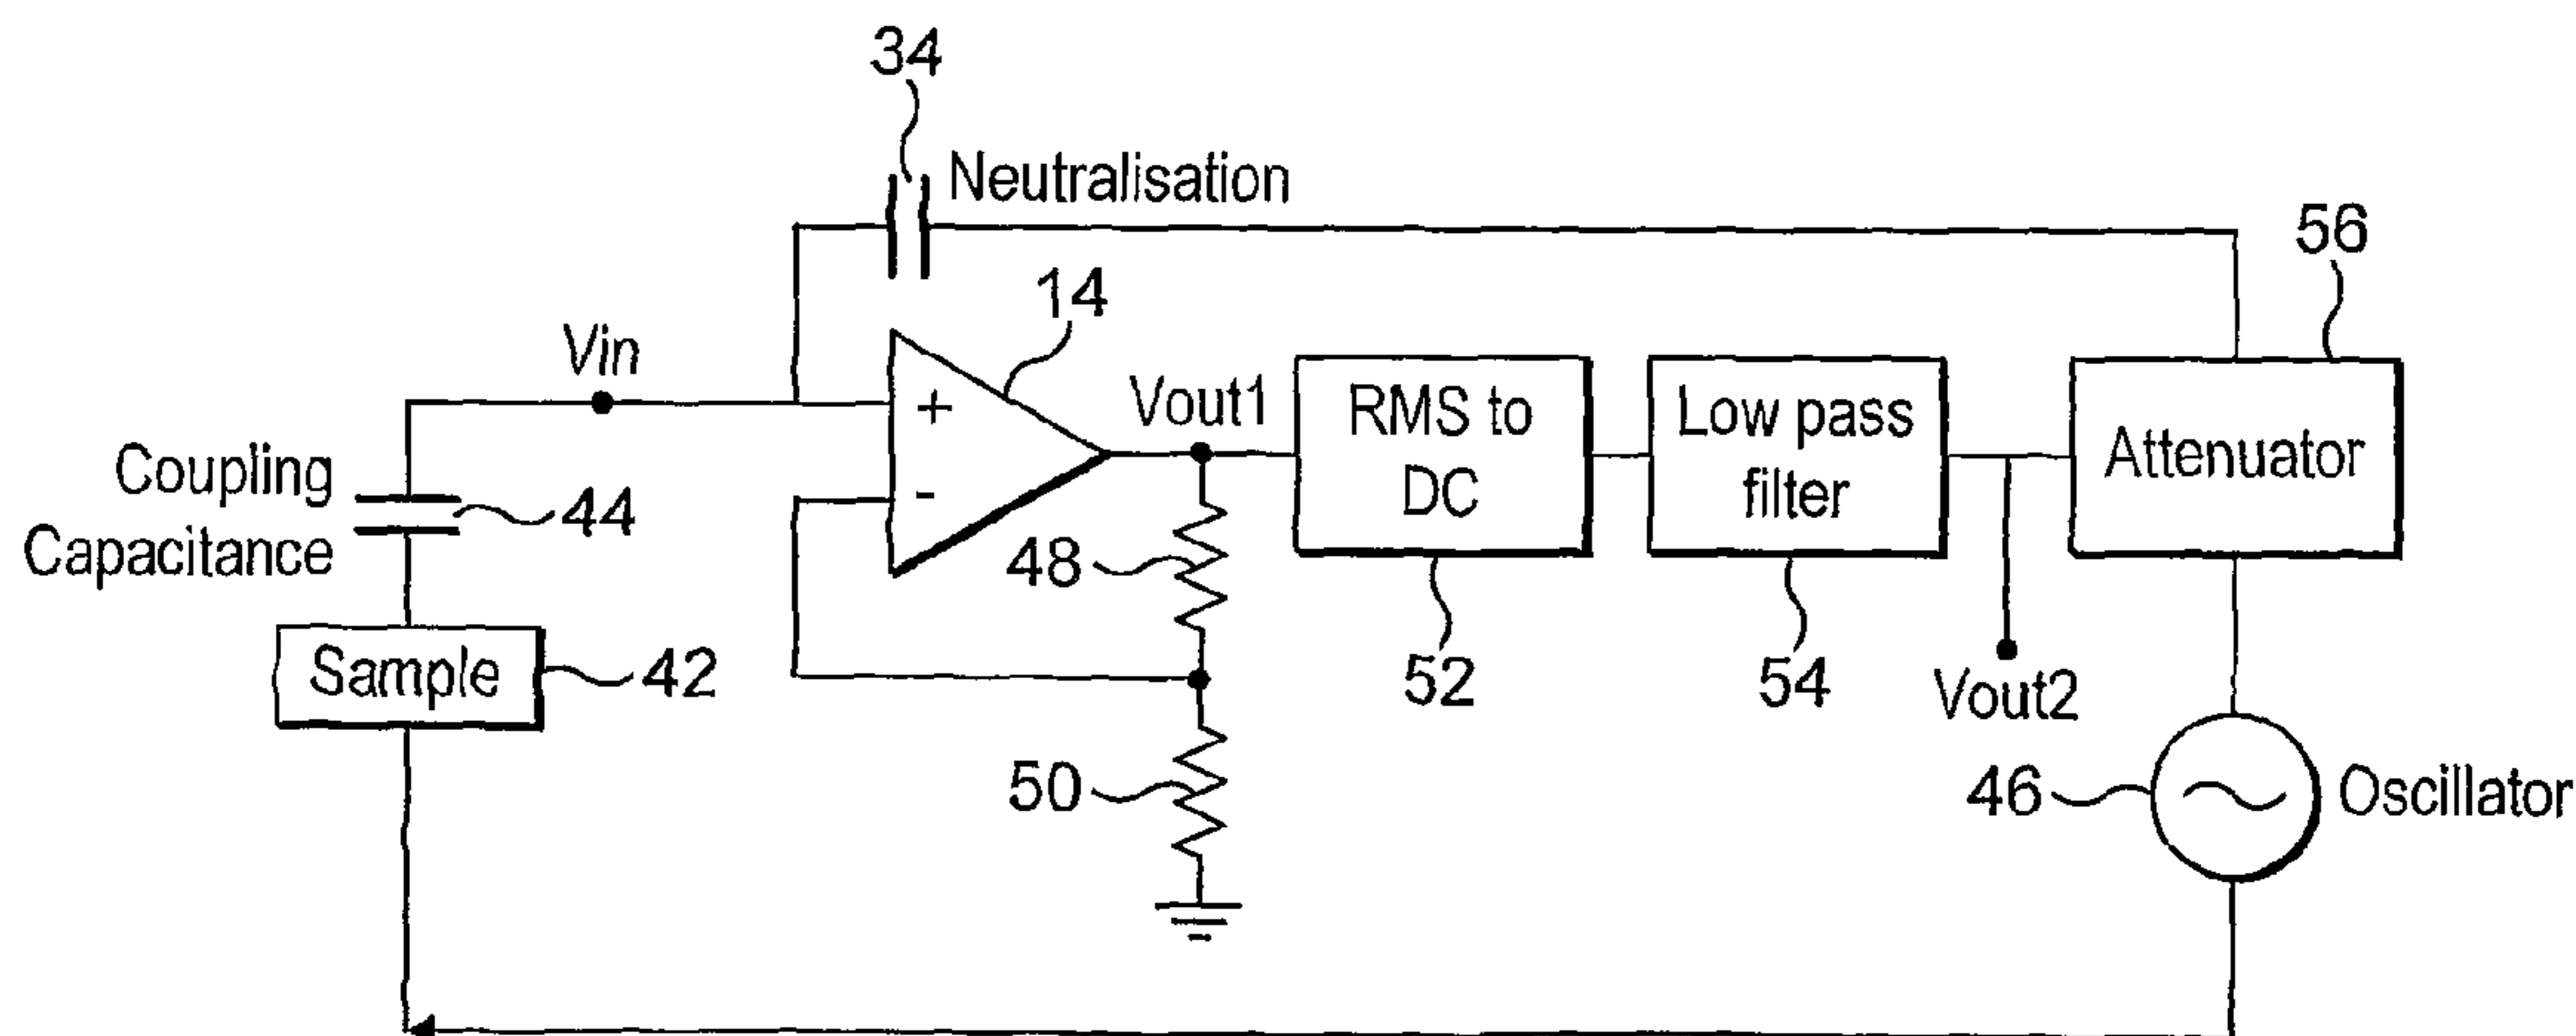 34
Neutralisation
56
14
Vin
+
-
Vout1
RMS to
DC
Low pass
filter
Attenuator
Coupling
Capacitance
44
48
Sample
42
52
54
Vout2
50
46
Oscillator